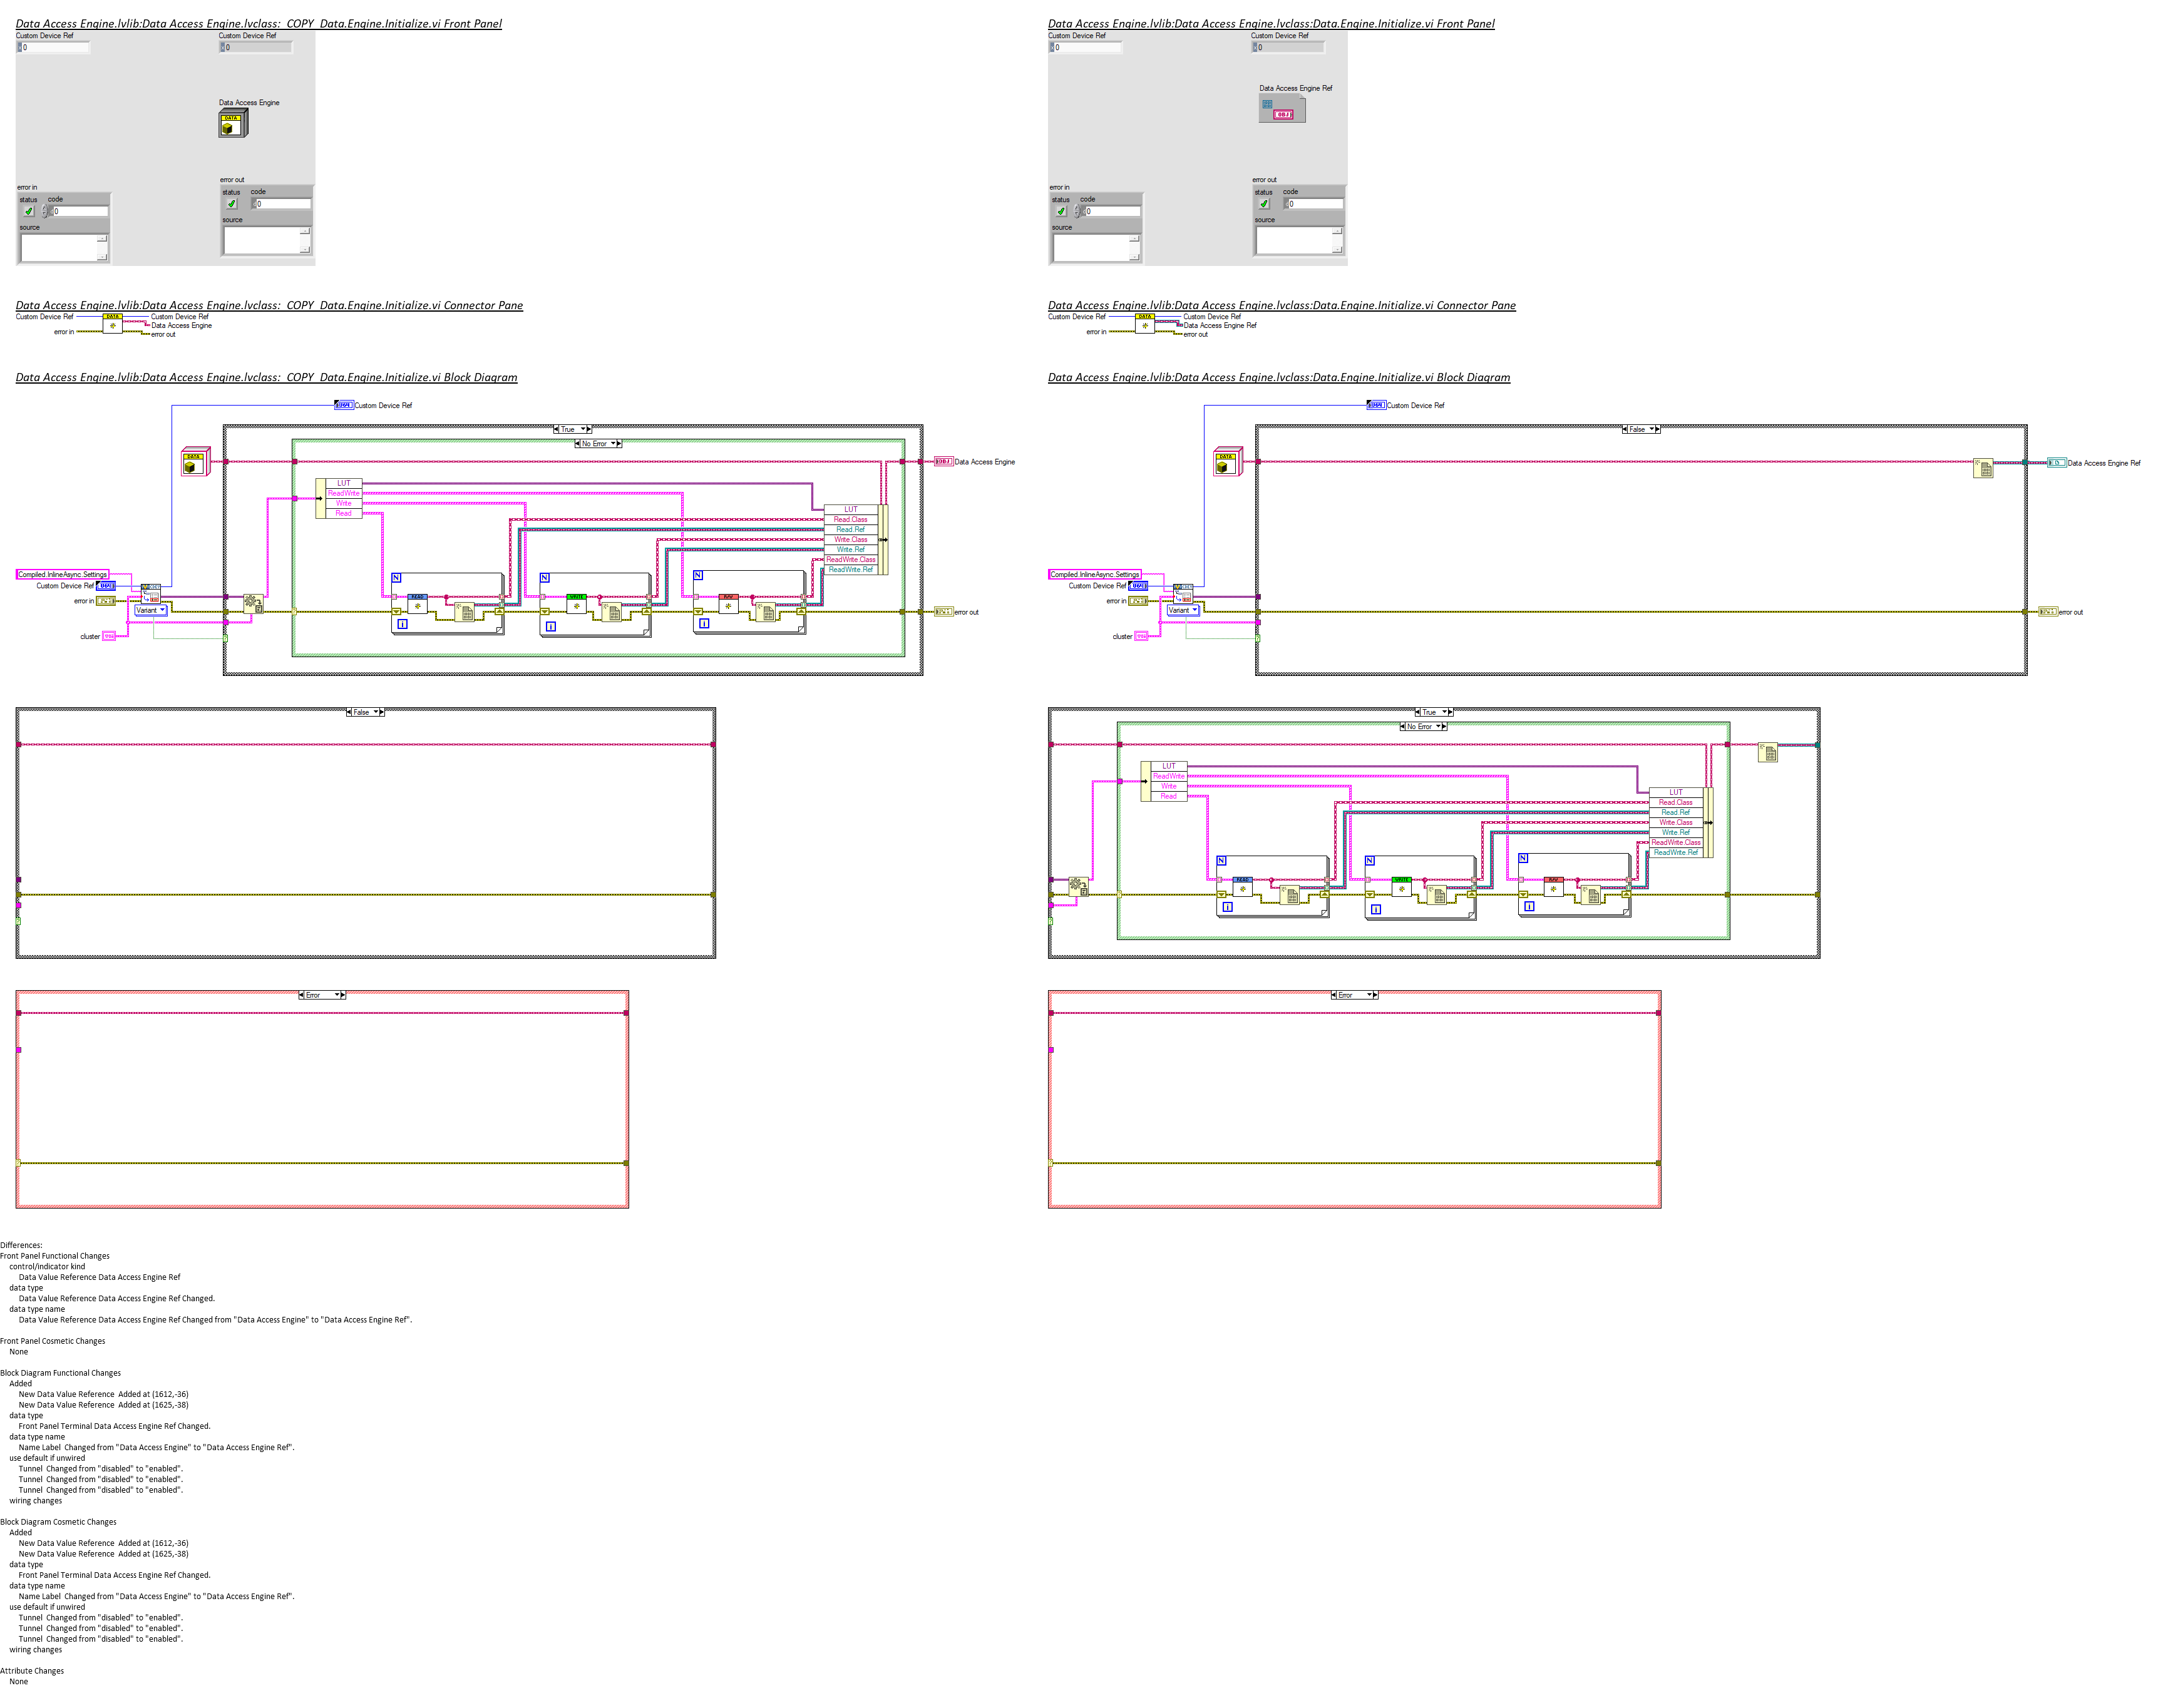 Data Access Engine.lvlib:Data Access Engine.lvclass:_COPY_Data.Engine.Initialize.vi Front Panel
Custom Device Ref
0
Custom Device Ref
0
Data Access Engine
DATA
error in
status
code
0
source
error out
status
code
0
source
Data Access Engine.lvlib:Data Access Engine.lvclass:_COPY_Data.Engine.Initialize.vi Connector Pane
Custom Device Ref
DATA
Custom Device Ref
Data Access Engine
error in
error out
Data Access Engine.lvlib:Data Access Engine.lvclass:_COPY_Data.Engine.Initialize.vi Block Diagram
Custom Device Ref
True
No Error
DATA
OBJ
Data Access Engine
LUT
ReadWrite
Write
Read
LUT
Read.Class
Read.Ref
Write.Class
Write.Ref
ReadWrite.Class
ReadWrite.Ref
Compiled.InlineAsync.Settings
Custom Device Ref
error in
Variant
cluster
N
READ
i
N
WRITE
i
N
R/W
i
error out
False
Error
Data Access Engine.lvlib:Data Access Engine.lvclass:Data.Engine.Initialize.vi Front Panel
Custom Device Ref
0
Custom Device Ref
0
Data Access Engine Ref
OBJ
error in
status
code
0
source
error out
status
code
0
source
Data Access Engine.lvlib:Data Access Engine.lvclass:Data.Engine.Initialize.vi Connector Pane
Custom Device Ref
DATA
Custom Device Ref
Data Access Engine Ref
error in
error out
Data Access Engine.lvlib:Data Access Engine.lvclass:Data.Engine.Initialize.vi Block Diagram
Custom Device Ref
False
DATA
Data Access Engine Ref
Compiled.InlineAsync.Settings
Custom Device Ref
error in
Variant
cluster
error out
True
No Error
LUT
ReadWrite
Write
Read
LUT
Read.Class
Read.Ref
Write.Class
Write.Ref
ReadWrite.Class
ReadWrite.Ref
N
READ
i
N
WRITE
i
N
R/W
i
Error
Differences:
Front Panel Functional Changes
control/indicator kind
Data Value Reference Data Access Engine Ref
data type
Data Value Reference Data Access Engine Ref Changed.
data type name
Data Value Reference Data Access Engine Ref Changed from "Data Access Engine" to "Data Access Engine Ref".
Front Panel Cosmetic Changes
None
Block Diagram Functional Changes
Added
New Data Value Reference  Added at (1612,-36)
New Data Value Reference  Added at (1625,-38)
data type
Front Panel Terminal Data Access Engine Ref Changed.
data type name
Name Label  Changed from "Data Access Engine" to "Data Access Engine Ref".
use default if unwired
Tunnel  Changed from "disabled" to "enabled".
Tunnel  Changed from "disabled" to "enabled".
Tunnel  Changed from "disabled" to "enabled".
wiring changes
Block Diagram Cosmetic Changes
Added
New Data Value Reference  Added at (1612,-36)
New Data Value Reference  Added at (1625,-38)
data type
Front Panel Terminal Data Access Engine Ref Changed.
data type name
Name Label  Changed from "Data Access Engine" to "Data Access Engine Ref".
use default if unwired
Tunnel  Changed from "disabled" to "enabled".
Tunnel  Changed from "disabled" to "enabled".
Tunnel  Changed from "disabled" to "enabled".
wiring changes
Attribute Changes
None